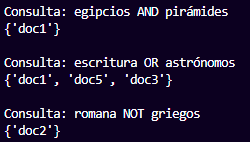 Consulta: egipcios AND pirámides
{'doc1'}
Consulta: escritura OR astrónomos
{'doc1', 'doc5', 'doc3'}
Consulta: romana NOT griegos
{'doc2'}